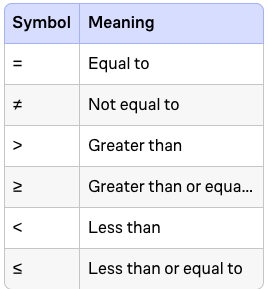 Symbol Meaning
= Equal to
≠ Not equal to
> Greater than
≥ Greater than or equa...
< Less than
≤ Less than or equal to